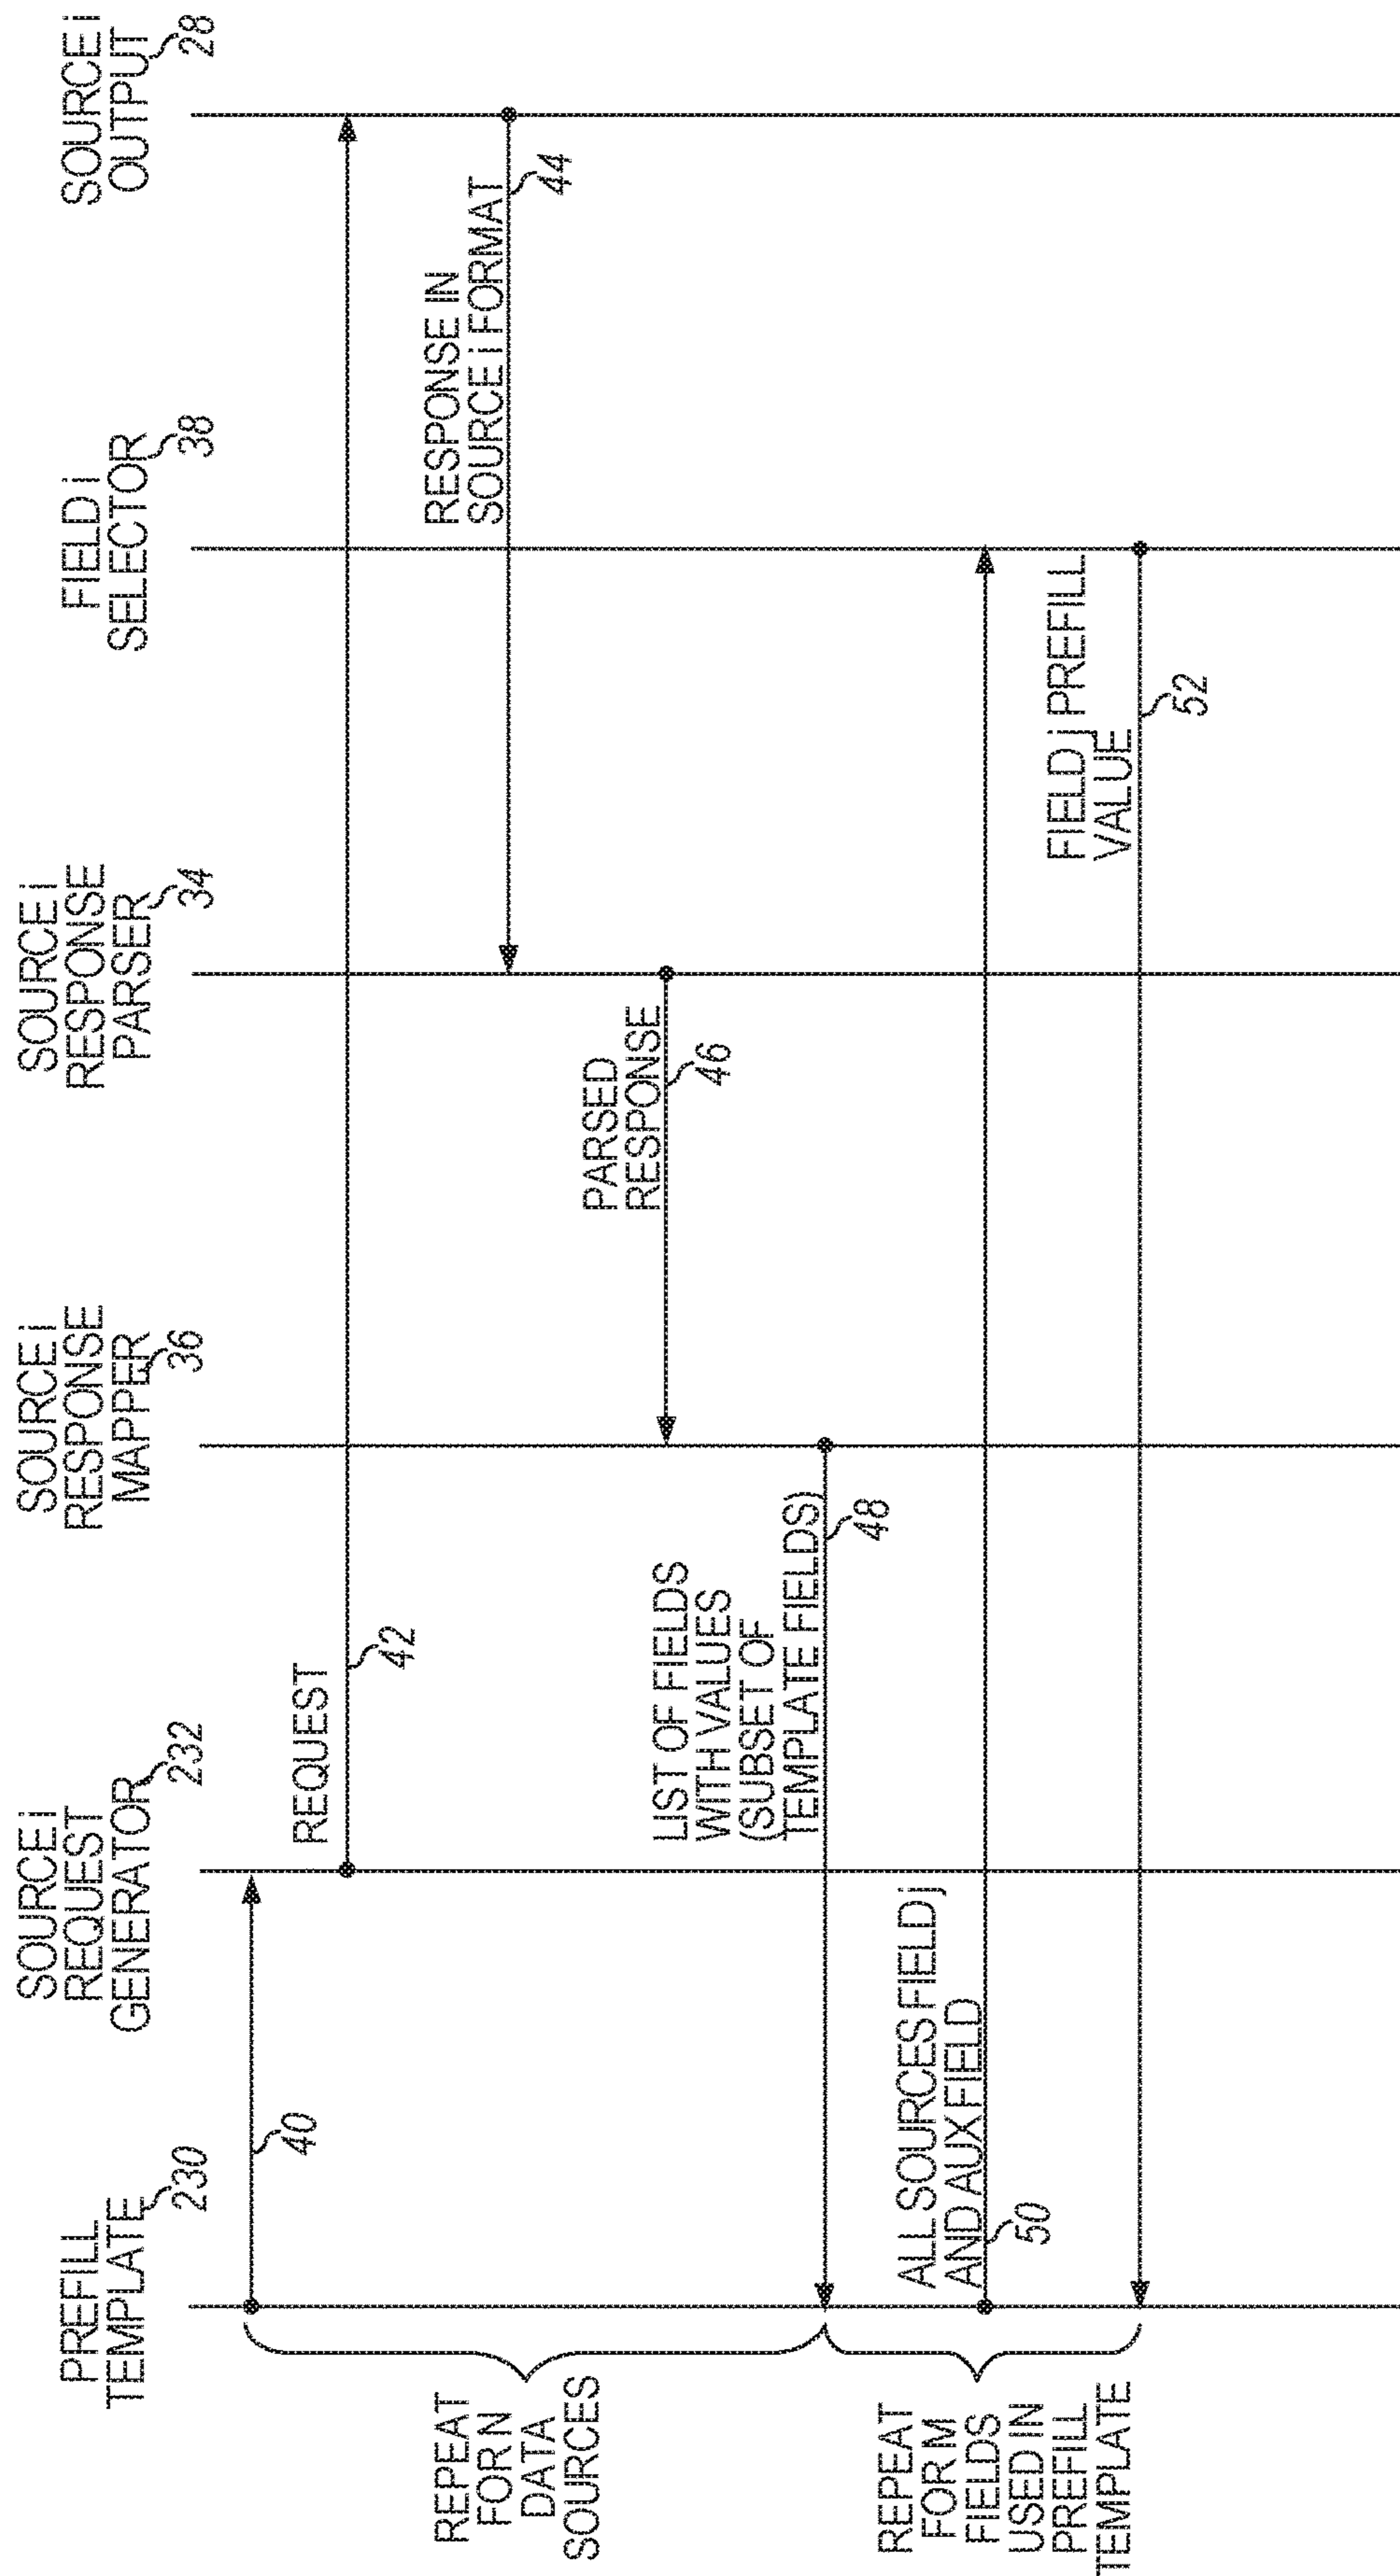 PREFILL
TEMPLATE
230
SOURCE i
REQUEST
GENERATOR
232
SOURCE i
RESPONSE
MAPPER
36
SOURCE i
RESPONSE
PARSER
34
FIELD i
SELECTOR
38
SOURCE i
OUTPUT
28
REPEAT
FOR N
DATA
SOURCES
40
REQUEST
42
RESPONSE IN
SOURCE i FORMAT
44
PARSED
RESPONSE
46
LIST OF FIELDS
WITH VALUES
(SUBSET OF
TEMPLATE FIELDS)
48
REPEAT
FOR M
FIELDS
USED IN
PREFILL
TEMPLATE
ALL SOURCES FIELD j
AND AUX FIELD
50
FIELD j PREFILL
VALUE
52